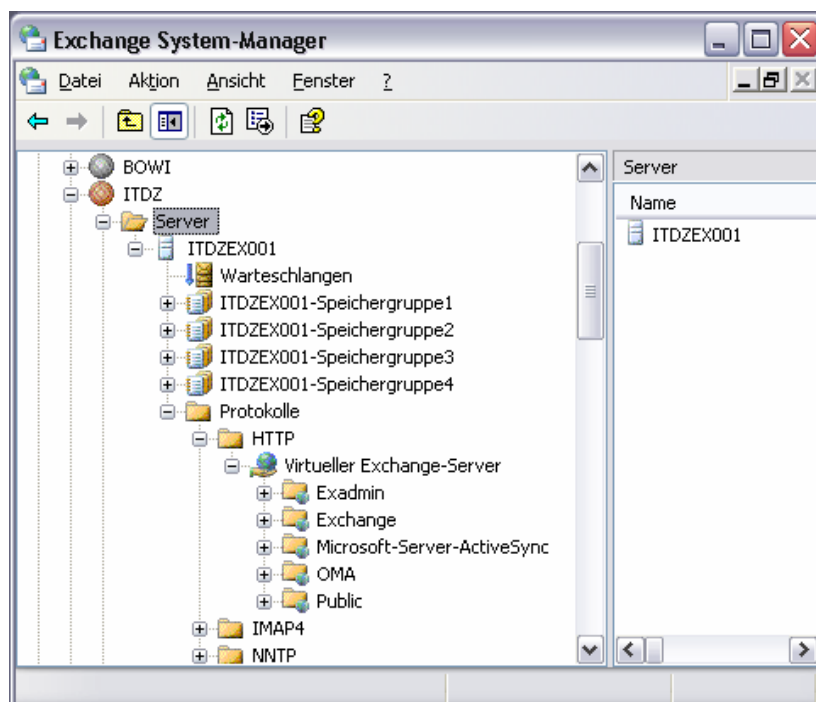 Exchange System-Manager
Datei Aktion Ansicht Fenster ?
BOWI
ITDZ
Server
ITDZEX001
Warteschlangen
ITDZEX001-Speichergruppe1
ITDZEX001-Speichergruppe2
ITDZEX001-Speichergruppe3
ITDZEX001-Speichergruppe4
Protokolle
HTTP
Virtueller Exchange-Server
Exadmin
Exchange
Microsoft-Server-ActiveSync
OMA
Public
IMAP4
NNTP
Server
Name
ITDZEX001